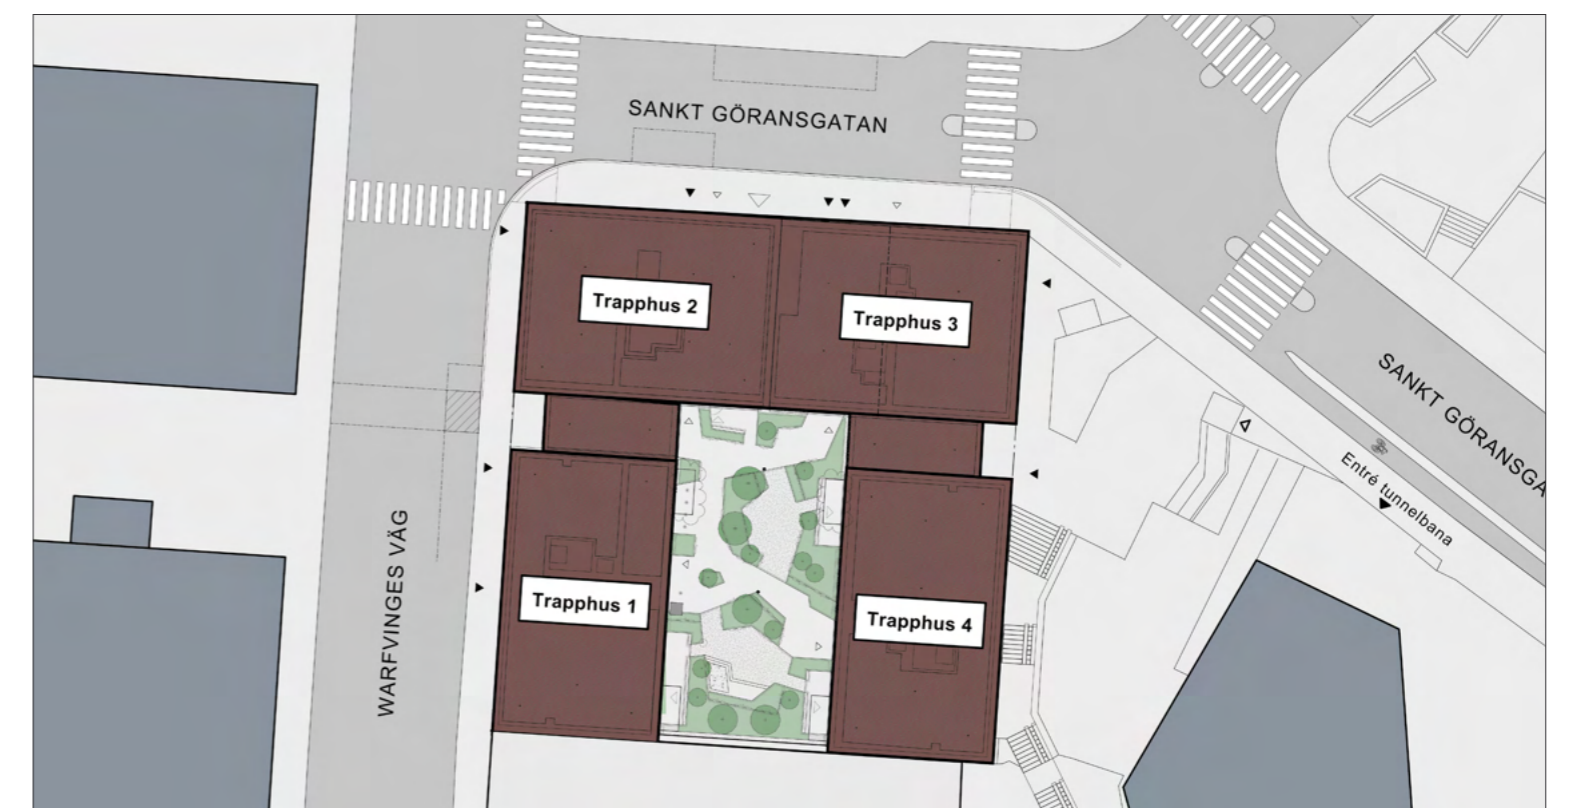 SANKT GÖRANSGATAN
Trapphus 2
Trapphus 3
SANKT GÖRANSGA
Entré tunnelbana
WARFVINGES VÄG
Trapphus 1
Trapphus 4